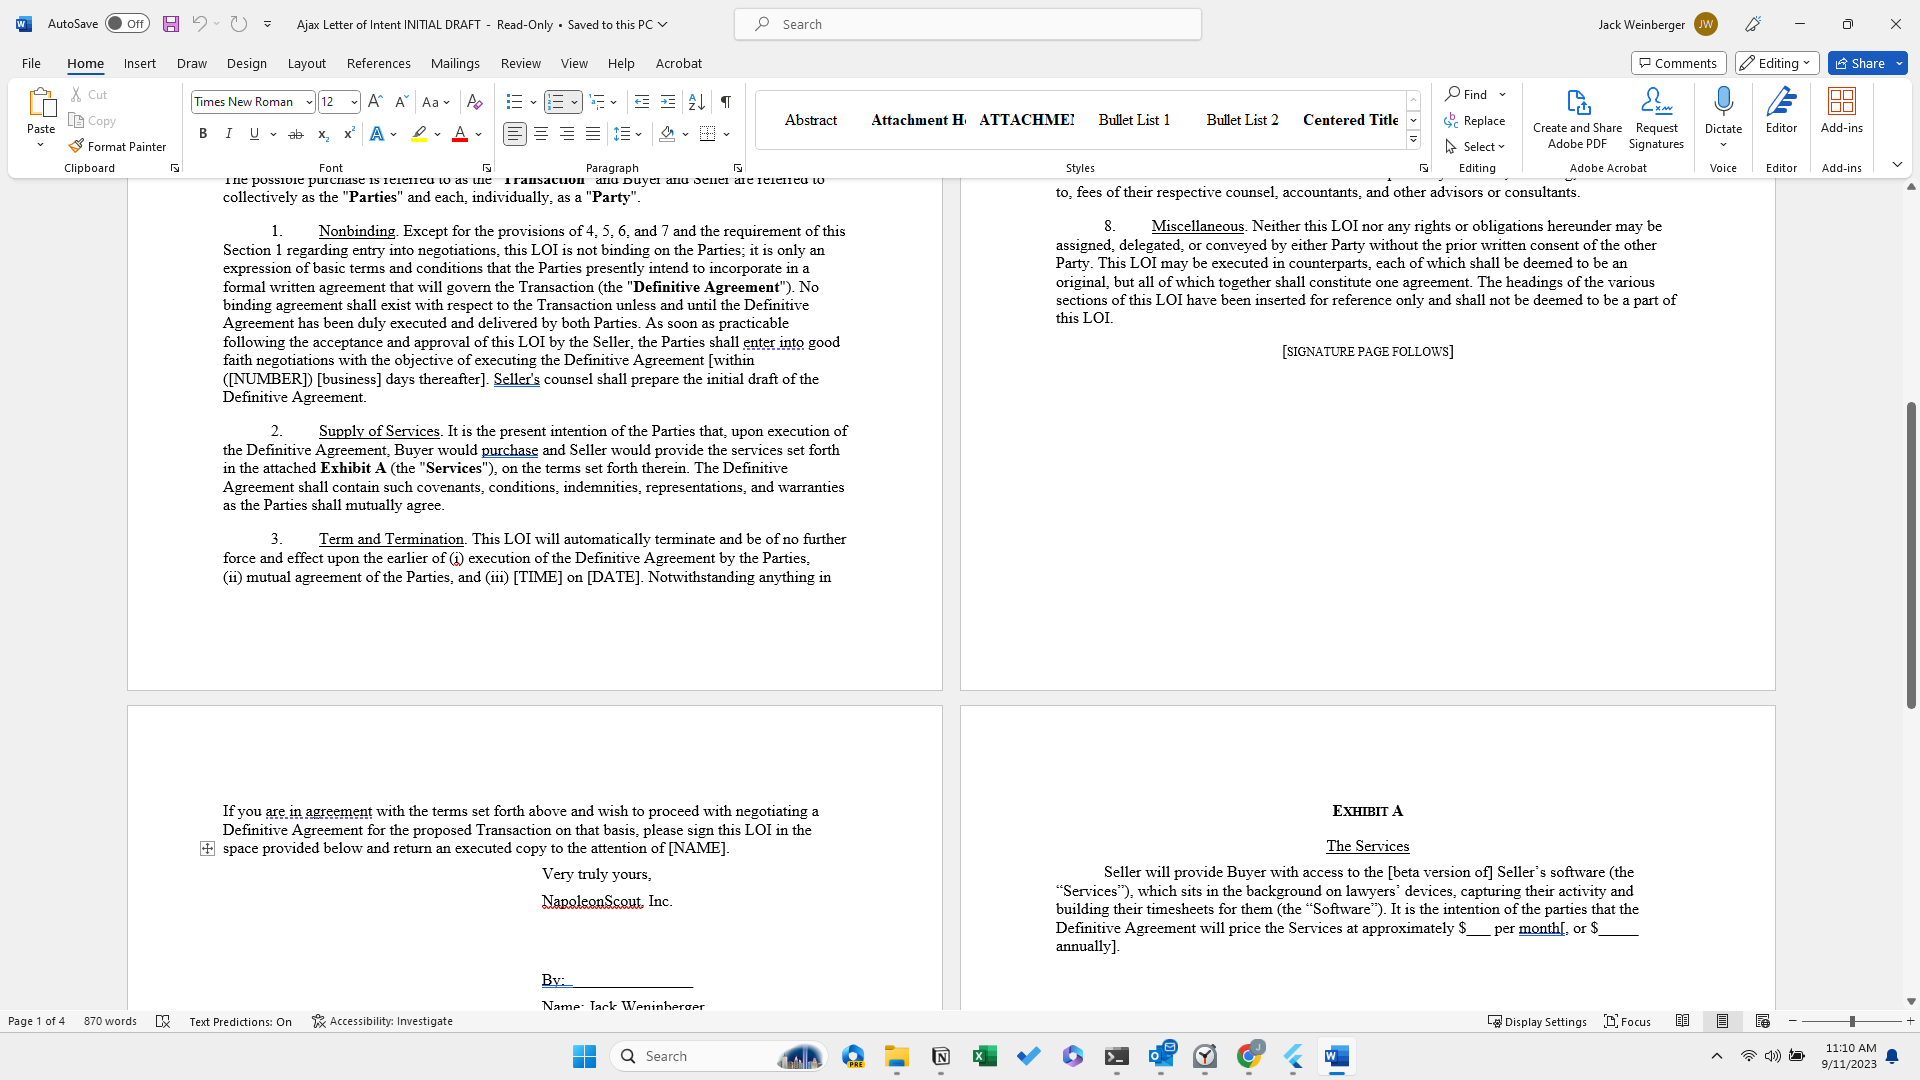 AutoSave Off Ajax Letter of Intent INITIAL DRAFT - Read-Only • Saved to this PC Search Jack Weinberger JW
File Home Insert Draw Design Layout References Mailings Review View Help Acrobat Comments Editing Share
Paste Cut Copy Format Painter Clipboard
Times New Roman 12 Aa B I U ab x₂ x² A A Font
Paragraph
Abstract Attachment He ATTACHMEN Bullet List 1 Bullet List 2 Centered Title Styles
Find Replace Select Editing
Create and Share Adobe PDF Request Signatures Adobe Acrobat
Dictate Voice Editor Editor Add-ins Add-ins
The possible purchase is referred to as the "Transaction" and Buyer and Seller are referred to
collectively as the "Parties" and each, individually, as a "Party".
1. Nonbinding. Except for the provisions of 4, 5, 6, and 7 and the requirement of this
Section 1 regarding entry into negotiations, this LOI is not binding on the Parties; it is only an
expression of basic terms and conditions that the Parties presently intend to incorporate in a
formal written agreement that will govern the Transaction (the "Definitive Agreement"). No
binding agreement shall exist with respect to the Transaction unless and until the Definitive
Agreement has been duly executed and delivered by both Parties. As soon as practicable
following the acceptance and approval of this LOI by the Seller, the Parties shall enter into good
faith negotiations with the objective of executing the Definitive Agreement [within
([NUMBER]) [business] days thereafter]. Seller's counsel shall prepare the initial draft of the
Definitive Agreement.
2. Supply of Services. It is the present intention of the Parties that, upon execution of
the Definitive Agreement, Buyer would purchase and Seller would provide the services set forth
in the attached Exhibit A (the "Services"), on the terms set forth therein. The Definitive
Agreement shall contain such covenants, conditions, indemnities, representations, and warranties
as the Parties shall mutually agree.
3. Term and Termination. This LOI will automatically terminate and be of no further
force and effect upon the earlier of (i) execution of the Definitive Agreement by the Parties,
(ii) mutual agreement of the Parties, and (iii) [TIME] on [DATE]. Notwithstanding anything in
to, fees of their respective counsel, accountants, and other advisors or consultants.
8. Miscellaneous. Neither this LOI nor any rights or obligations hereunder may be
assigned, delegated, or conveyed by either Party without the prior written consent of the other
Party. This LOI may be executed in counterparts, each of which shall be deemed to be an
original, but all of which together shall constitute one agreement. The headings of the various
sections of this LOI have been inserted for reference only and shall not be deemed to be a part of
this LOI.
[SIGNATURE PAGE FOLLOWS]
If you are in agreement with the terms set forth above and wish to proceed with negotiating a
Definitive Agreement for the proposed Transaction on that basis, please sign this LOI in the
space provided below and return an executed copy to the attention of [NAME].
Very truly yours,
NapoleonScout, Inc.
By: _______________
Name: Jack Weninberger
EXHIBIT A
The Services
Seller will provide Buyer with access to the [beta version of] Seller’s software (the
“Services”), which sits in the background on lawyers’ devices, capturing their activity and
building their timesheets for them (the “Software”). It is the intention of the parties that the
Definitive Agreement will price the Services at approximately $___ per month[, or $_____
annually].
Page 1 of 4 870 words Text Predictions: On Accessibility: Investigate Display Settings Focus
Search PRE J 11:10 AM
9/11/2023